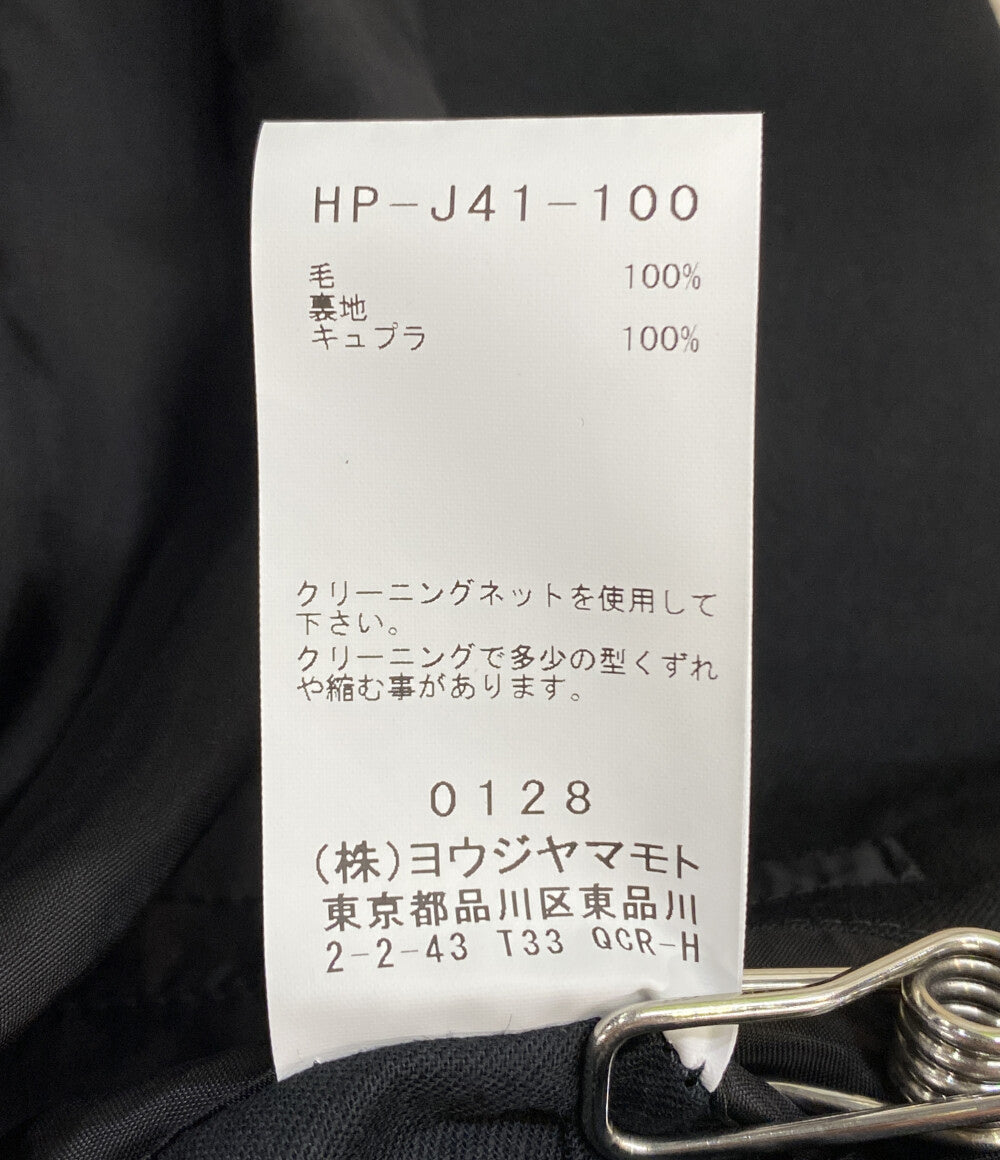 HP-J41-100
毛 100%
裏地
キュプラ 100%
クリーニングネットを使用して
下さい。
クリーニングで多少の型くずれ
や縮む事があります。
0128
(株)ヨウジヤマモト
東京都品川区東品川
2-2-43 T33 QCR-H